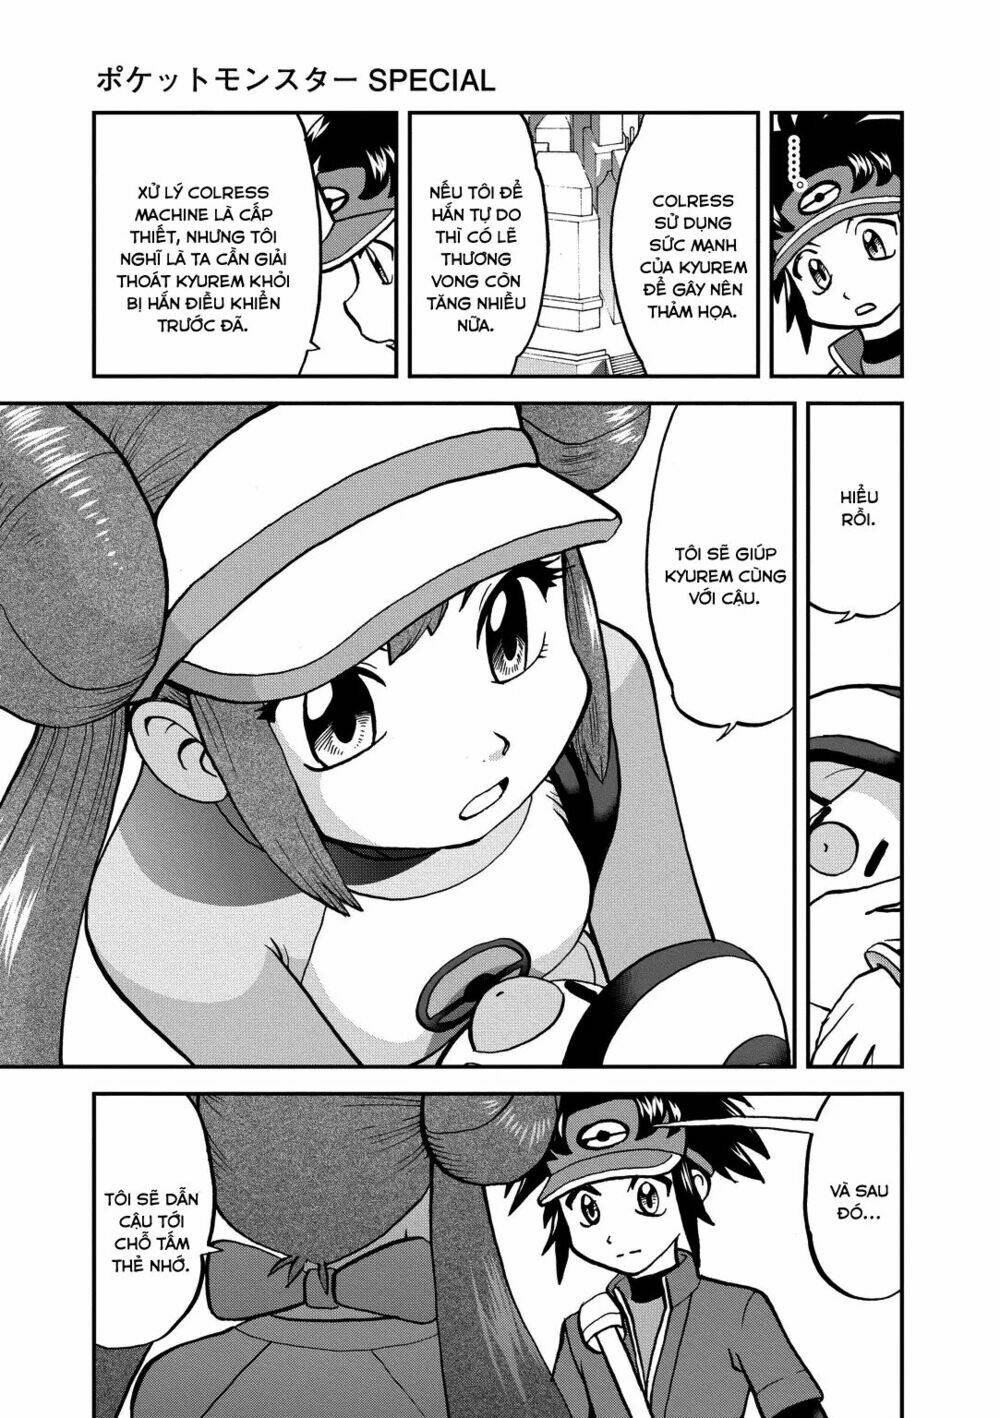 ポケットモンスター SPECIAL
COLRESS
SỬ DỤNG
SỨC MẠNH
CỦA KYUREM
ĐỂ GÂY NÊN
THẢM HỌA.
NẾU TÔI ĐỂ
HẮN TỰ DO
THÌ CÓ LẼ
THƯƠNG
VONG CÒN
TĂNG NHIỀU
NỮA.
XỬ LÝ COLRESS
MACHINE LÀ CẤP
THIẾT, NHƯNG TÔI
NGHĨ LÀ TA CẦN GIẢI
THOÁT KYUREM KHỎI
BỊ HẮN ĐIỀU KHIỂN
TRƯỚC ĐÃ.
HIỂU
RỒI.
TÔI SẼ GIÚP
KYUREM CÙNG
VỚI CẬU.
VÀ SAU
ĐÓ...
TÔI SẼ DẪN
CẬU TỚI
CHỖ TẤM
THẺ NHỚ.